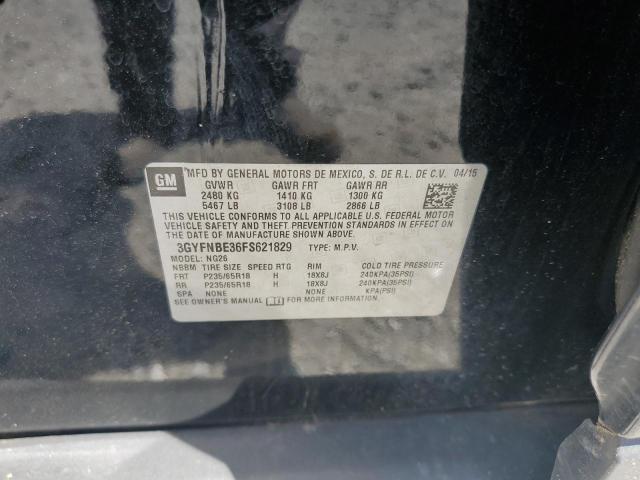 GM
MFD BY GENERAL MOTORS DE MEXICO, S. DE R.L. DE C.V. 04/15
GVWR GAWR FRT GAWR RR
2480 KG 1410 KG 1300 KG
5467 LB 3108 LB 2866 LB
THIS VEHICLE CONFORMS TO ALL APPLICABLE U.S. FEDERAL MOTOR
VEHICLE SAFETY AND THEFT PREVENTION STANDARDS IN EFFECT
ON THE DATE OF MANUFACTURE SHOWN ABOVE.
3GYFNBE36FS621829 TYPE: M.P.V.
MODEL: NG26
NBBM TIRE SIZE SPEED RTG RIM COLD TIRE PRESSURE
FRT P235/65R18 H 18X8J 240KPA(35PSI)
RR P235/65R18 H 18X8J 240KPA(35PSI)
SPA NONE NONE KPA(PSI)
SEE OWNER'S MANUAL FOR MORE INFORMATION.